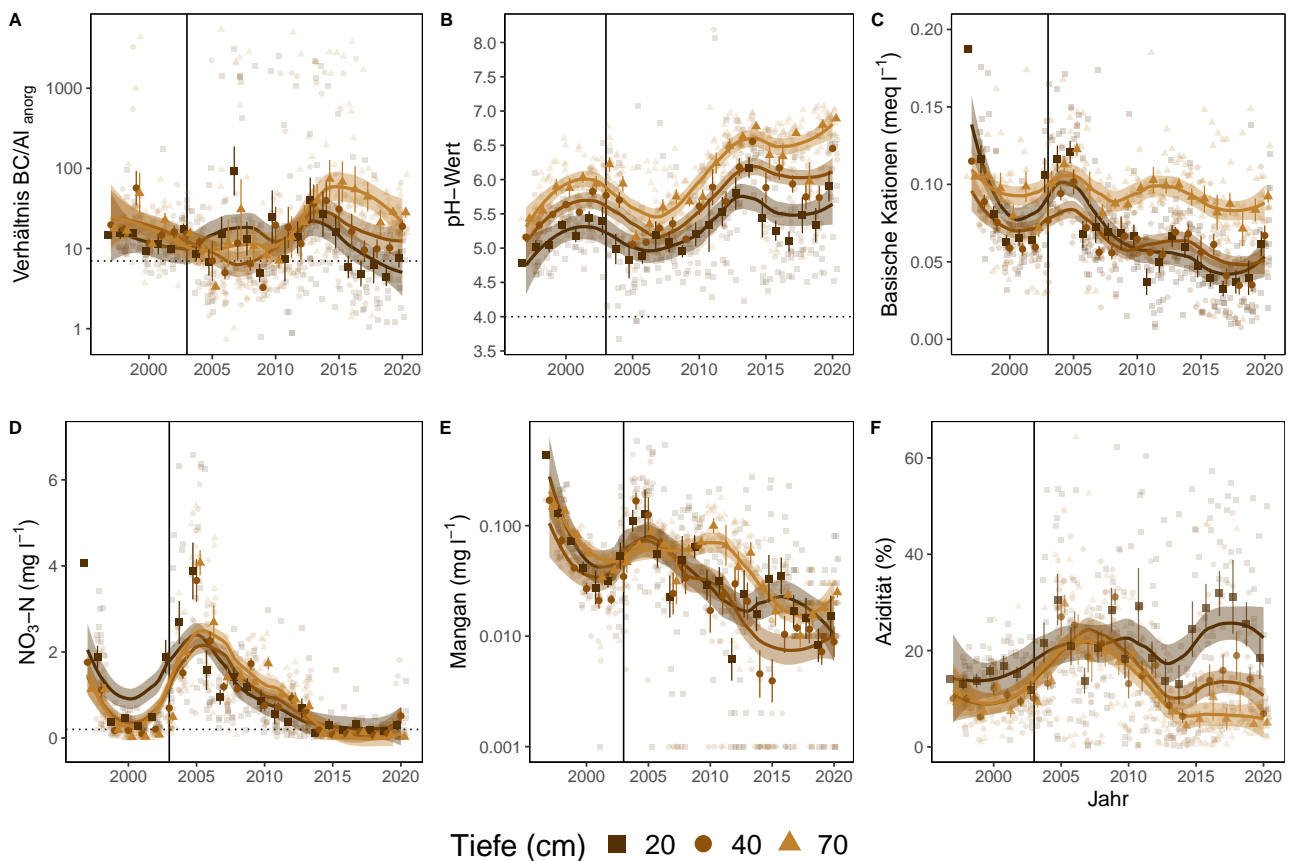 A
Verhältnis BC/Al anorg
1000
100
10
1
2000 2005 2010 2015 2020
B
pH−Wert
8.0
7.5
7.0
6.5
6.0
5.5
5.0
4.5
4.0
3.5
2000 2005 2010 2015 2020
C
Basische Kationen (meq l−1)
0.20
0.15
0.10
0.05
0.00
2000 2005 2010 2015 2020
D
NO3−N (mg l−1)
6
4
2
0
2000 2005 2010 2015 2020
E
Mangan (mg l−1)
0.100
0.010
0.001
2000 2005 2010 2015 2020
F
Azidität (%)
60
40
20
0
2000 2005 2010 2015 2020
Jahr
Tiefe (cm) 20 40 70